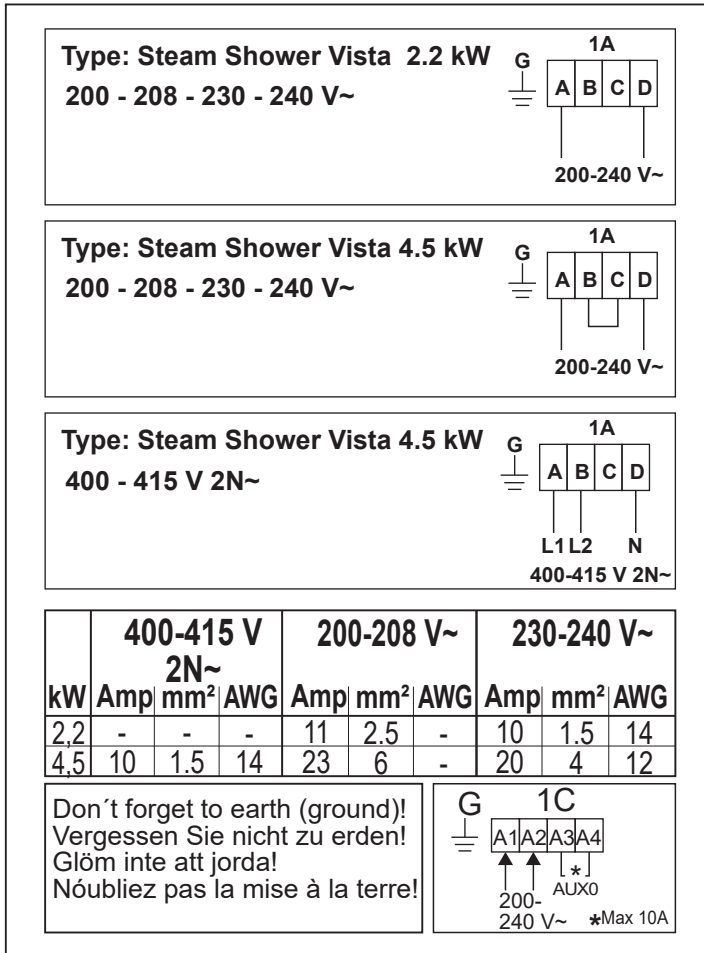 Type: Steam Shower Vista 2.2 kW
200 - 208 - 230 - 240 V~
G
1A
A B C D
200-240 V~
Type: Steam Shower Vista 4.5 kW
200 - 208 - 230 - 240 V~
G
1A
A B C D
200-240 V~
Type: Steam Shower Vista 4.5 kW
400 - 415 V 2N~
G
1A
A B C D
L1 L2 N
400-415 V 2N~
400-415 V 2N~ 200-208 V~ 230-240 V~
kW Amp mm² AWG Amp mm² AWG Amp mm² AWG
2,2 - - - 11 2.5 - 10 1.5 14
4,5 10 1.5 14 23 6 - 20 4 12
Don´t forget to earth (ground)!
Vergessen Sie nicht zu erden!
Glöm inte att jorda!
Nóubliez pas la mise à la terre!
G 1C
A1 A2 A3 A4
*
AUX0
200-
240 V~ *Max 10A